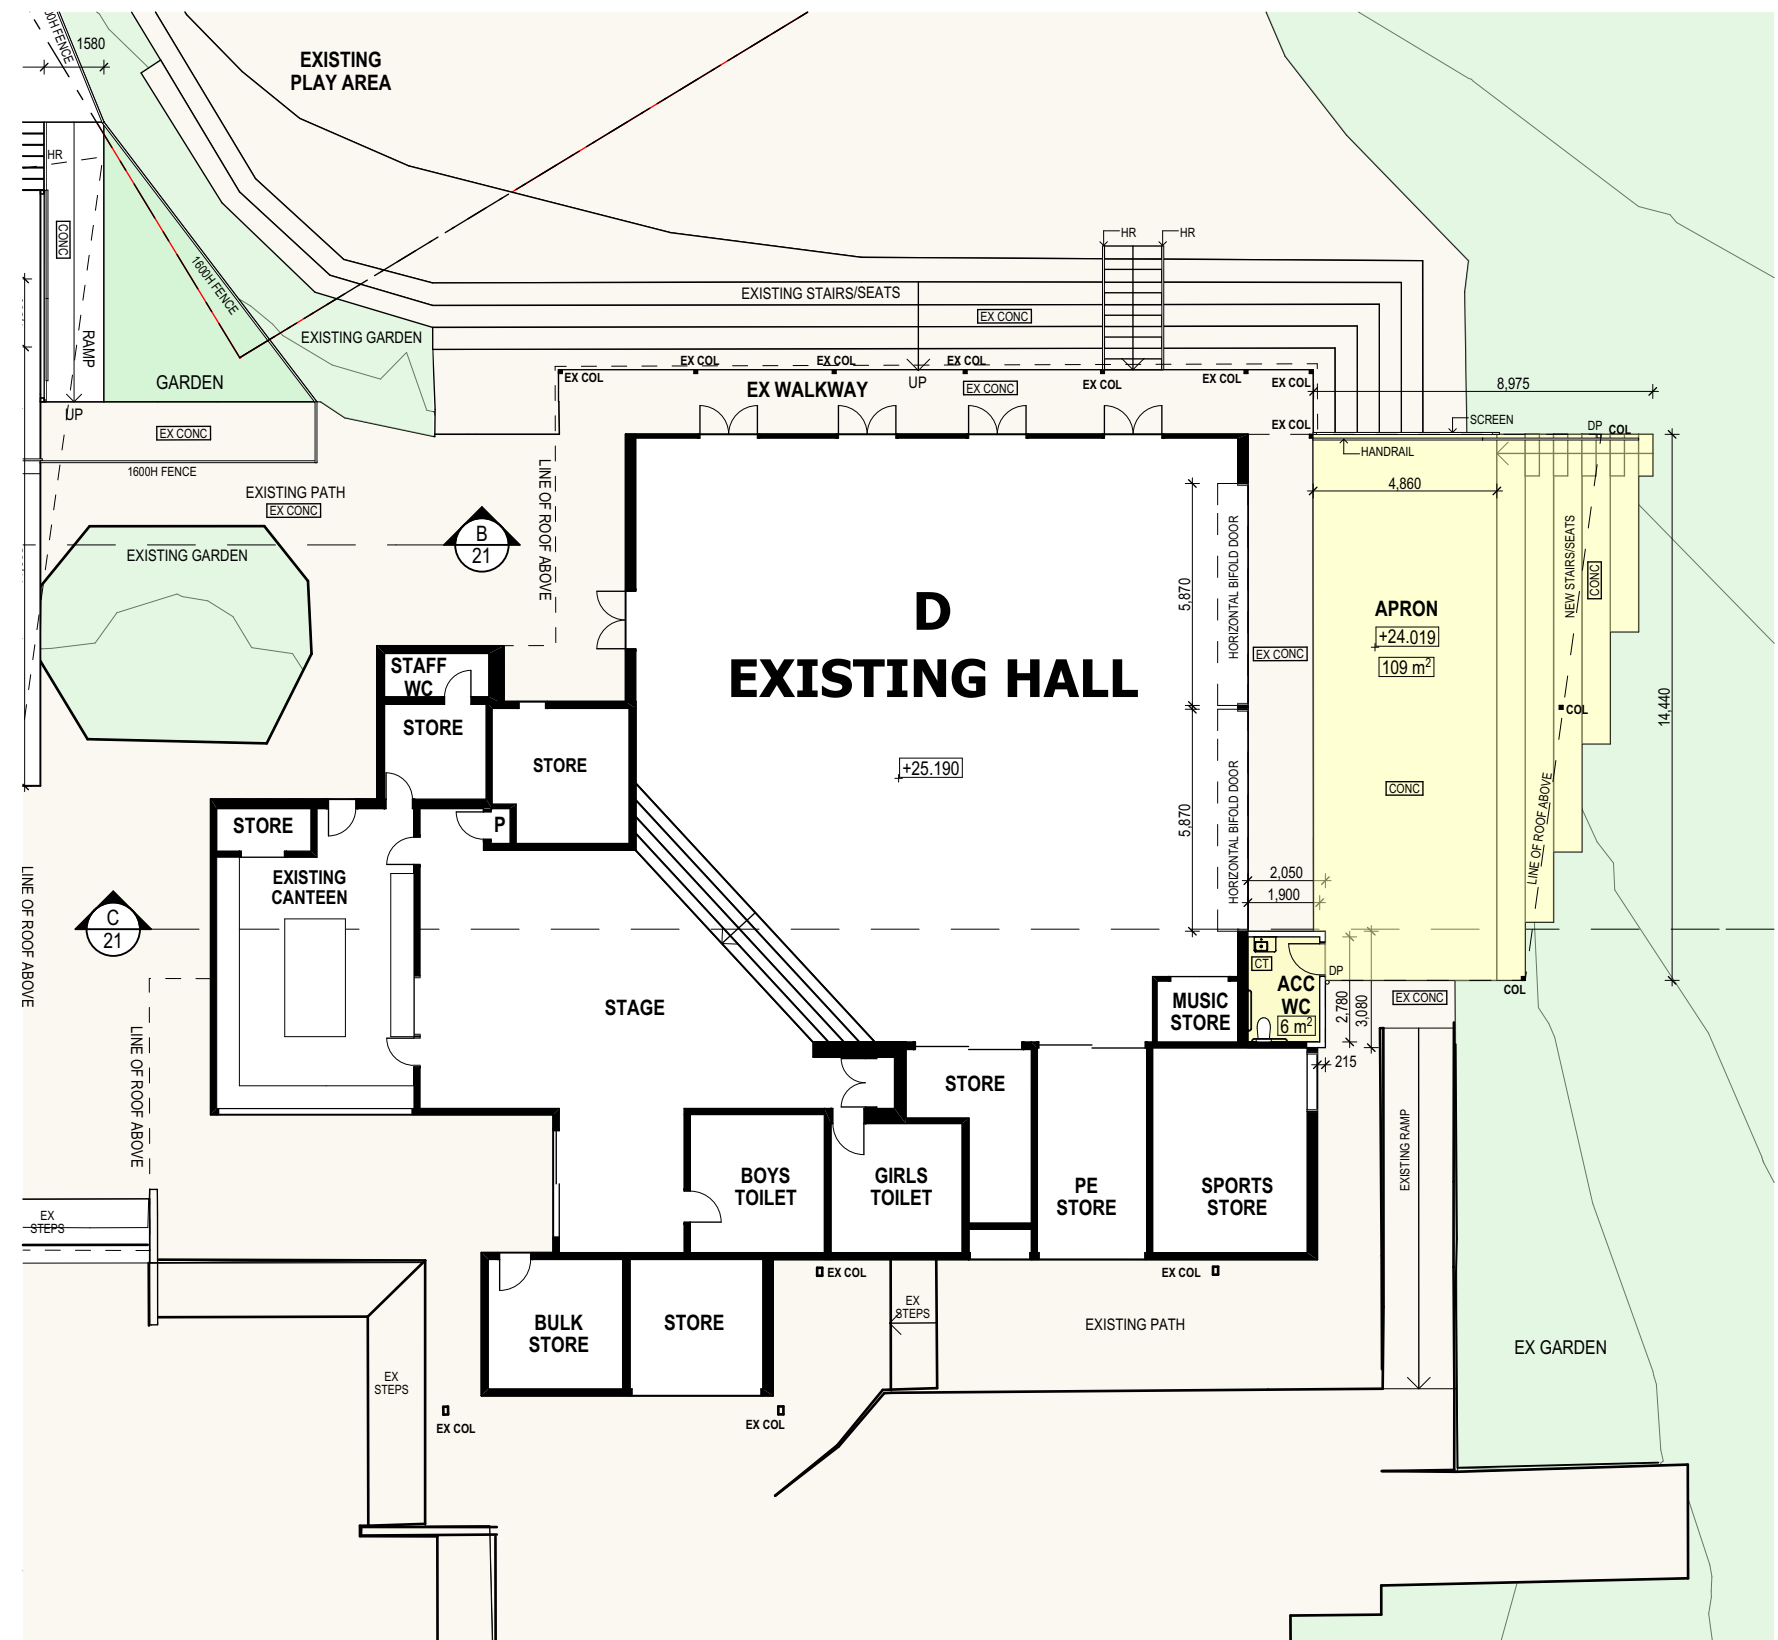 1600H FENCE
1580
EXISTING
PLAY AREA
HR
CONC
RAMP
UP
1600H FENCE
GARDEN
EXISTING GARDEN
HR
HR
EXISTING STAIRS/SEATS
EX CONC
EX COL
EX COL
EX COL
EX COL
EX COL
EX COL
EX COL
EX WALKWAY
UP
EX CONC
EX COL
8,975
SCREEN
DP
COL
HANDRAIL
4,860
EX CONC
1600H FENCE
EXISTING PATH
EX CONC
LINE OF ROOF ABOVE
B
21
EXISTING GARDEN
D
EXISTING HALL
+25.190
5,870
HORIZONTAL BIFOLD DOOR
5,870
HORIZONTAL BIFOLD DOOR
EX CONC
APRON
+24.019
109 m²
CONC
NEW STAIRS/SEATS
CONC
COL
14,440
LINE OF ROOF ABOVE
STAFF
WC
STORE
STORE
STORE
P
EXISTING
CANTEEN
LINE OF ROOF ABOVE
C
21
LINE OF ROOF ABOVE
STAGE
2,050
1,900
CT
ACC
WC
6 m²
DP
2,780
3,080
215
COL
EX CONC
MUSIC
STORE
STORE
BOYS
TOILET
GIRLS
TOILET
PE
STORE
SPORTS
STORE
EXISTING RAMP
EX
STEPS
EX COL
EX COL
BULK
STORE
STORE
EX
STEPS
EXISTING PATH
EX GARDEN
EX
STEPS
EX COL
EX COL